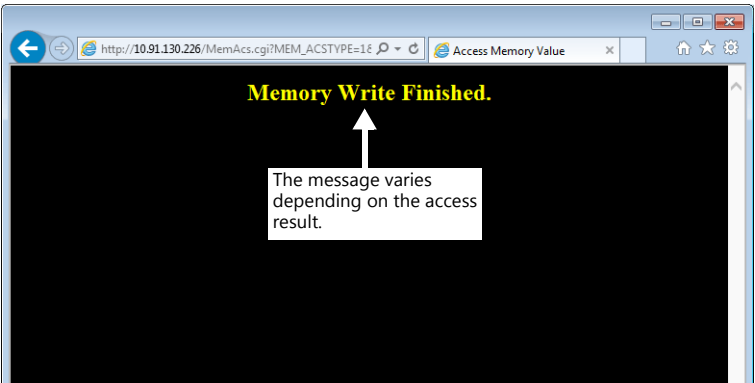 http://10.91.130.226/MemAcs.cgi?MEM_ACSTYPE=1&
Access Memory Value
Memory Write Finished.
The message varies
depending on the access
result.